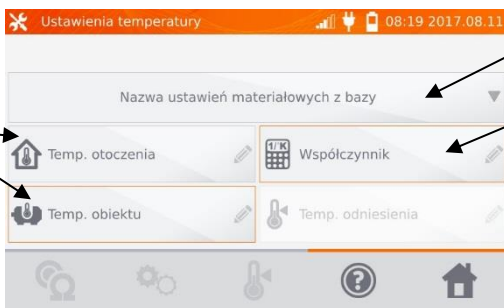 Ustawienia temperatury 08:19 2017.08.11
Nazwa ustawień materiałowych z bazy
Temp. otoczenia
1/°K
Współczynnik
Temp. obiektu
Temp. odniesienia
?